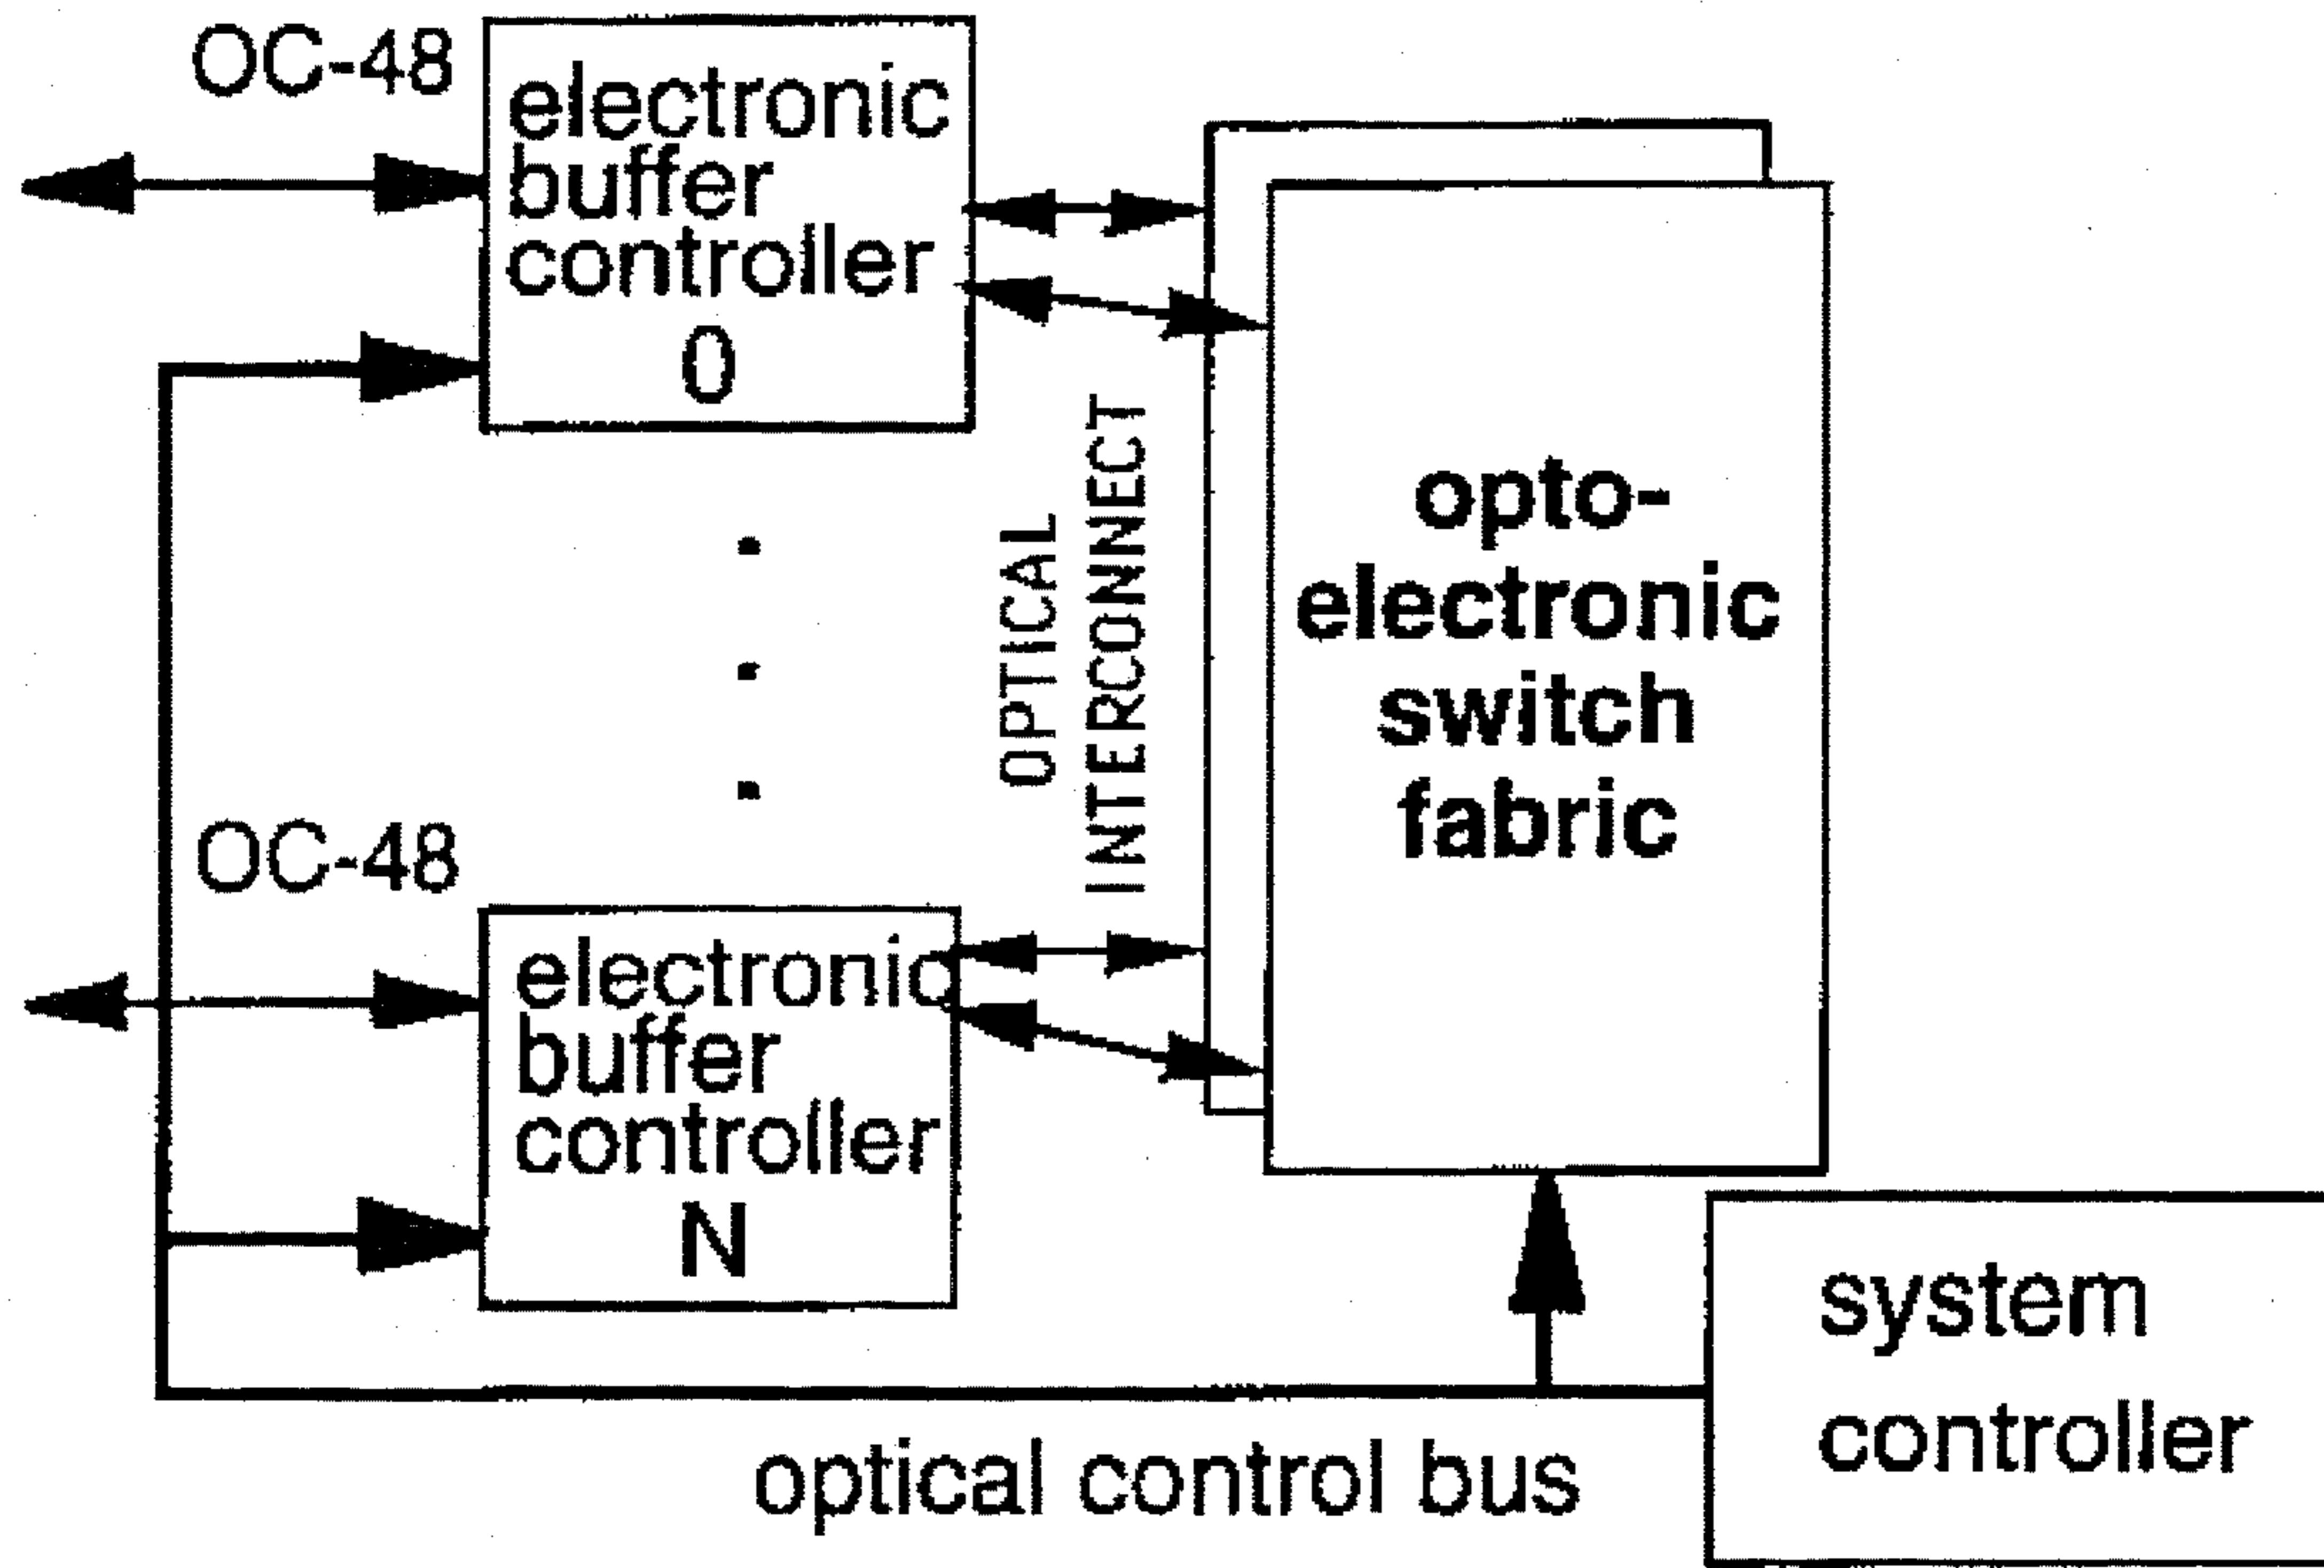 OC-48
electronic
buffer
controller
0
OPTICAL
INTERCONNECT
opto-
electronic
switch
fabric
OC-48
electronic
buffer
controller
N
system
controller
optical control bus